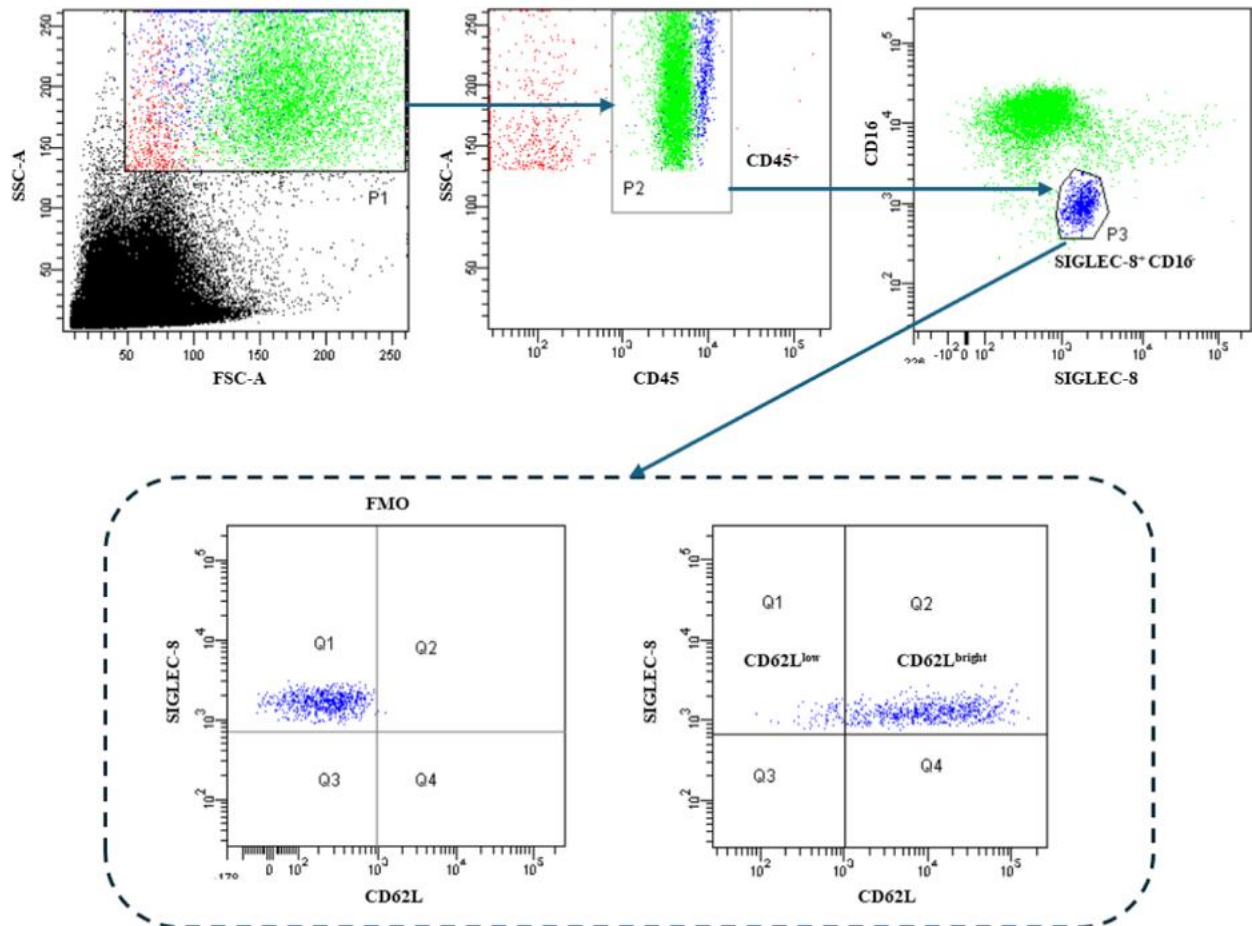 250
200
150
100
50
SSC-A
P1
50 100 150 200 250
FSC-A
250
200
150
100
50
SSC-A
P2
CD45⁺
10² 10³ 10⁴ 10⁵
CD45
10⁵
10⁴
10³
10²
CD16
P3
SIGLEC-8⁺ CD16⁻
-10² 0 10² 10³ 10⁴ 10⁵
SIGLEC-8
FMO
10⁵
10⁴
10³
10²
SIGLEC-8
Q1 Q2
Q3 Q4
0 10² 10³ 10⁴ 10⁵
CD62L
10⁵
10⁴
10³
10²
SIGLEC-8
Q1 Q2
CD62Lˡᵒʷ CD62Lᵇʳⁱᵍʰᵗ
Q3 Q4
10² 10³ 10⁴ 10⁵
CD62L